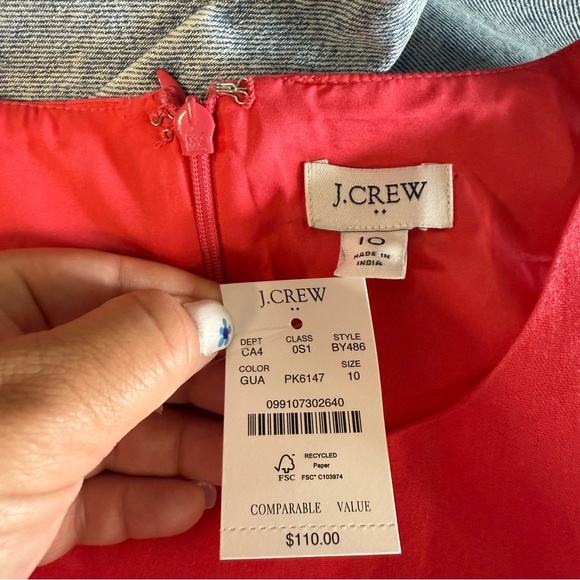 J.CREW
10
MADE IN
INDIA
J.CREW
DEPT CLASS STYLE
CA4 0S1 BY486
COLOR SIZE
GUA PK6147 10
099107302640
FSC
RECYCLED
Paper
FSC™ C103974
COMPARABLE VALUE
$110.00